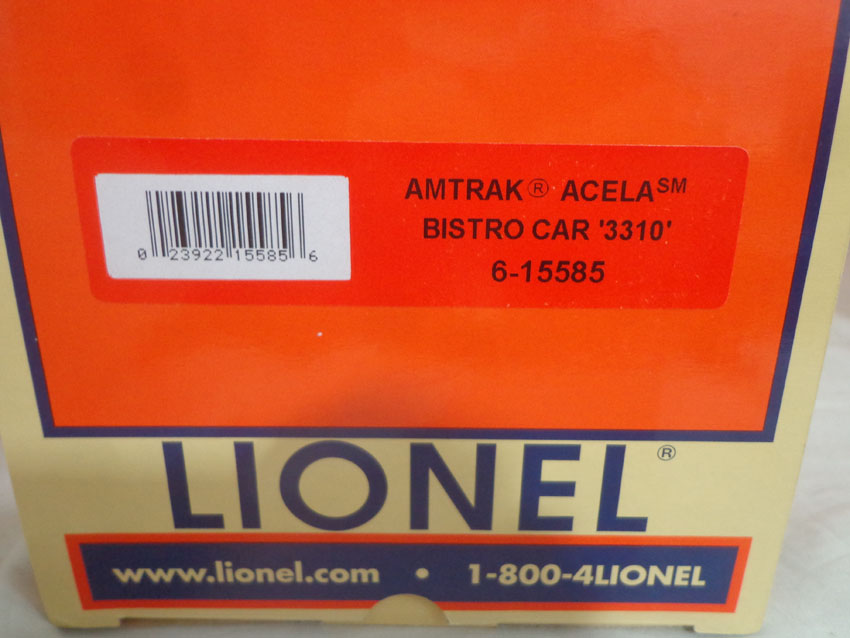 AMTRAK® ACELA℠
BISTRO CAR '3310'
6-15585
0 23922 15585 6
LIONEL®
www.lionel.com • 1-800-4LIONEL